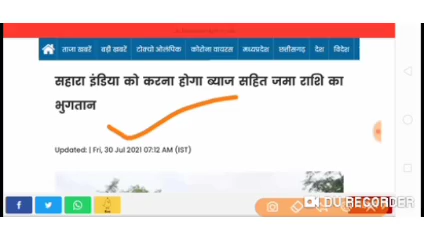 ताजा खबरें बड़ी खबरें टोक्यो ओलंपिक कोरोना वायरस मध्यप्रदेश छत्तीसगढ़ देश विदेश
सहारा इंडिया को करना होगा ब्याज सहित जमा राशि का
भुगतान
Updated: | Fri, 30 Jul 2021 07:12 AM (IST)
DU RECORDER